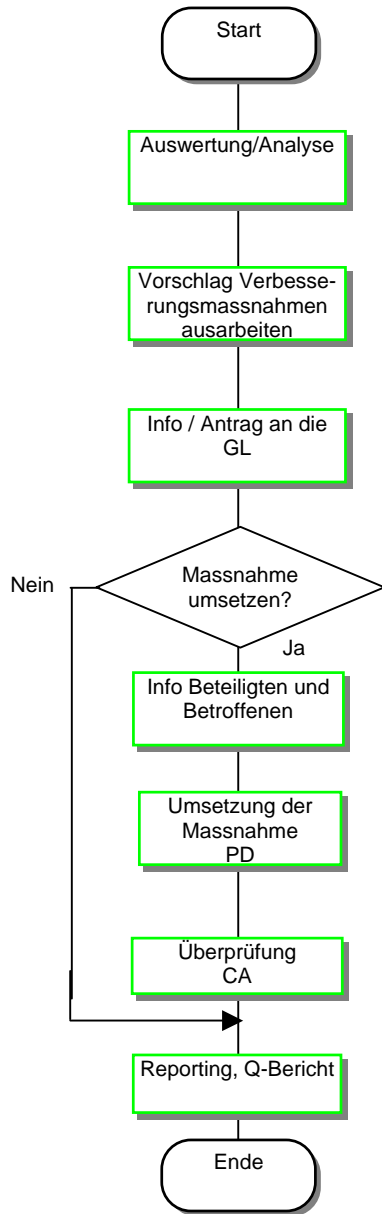 Start
Auswertung/Analyse
Vorschlag Verbesse-
rungsmassnahmen
ausarbeiten
Info / Antrag an die
GL
Massnahme
umsetzen?
Nein
Ja
Info Beteiligten und
Betroffenen
Umsetzung der
Massnahme
PD
Überprüfung
CA
Reporting, Q-Bericht
Ende